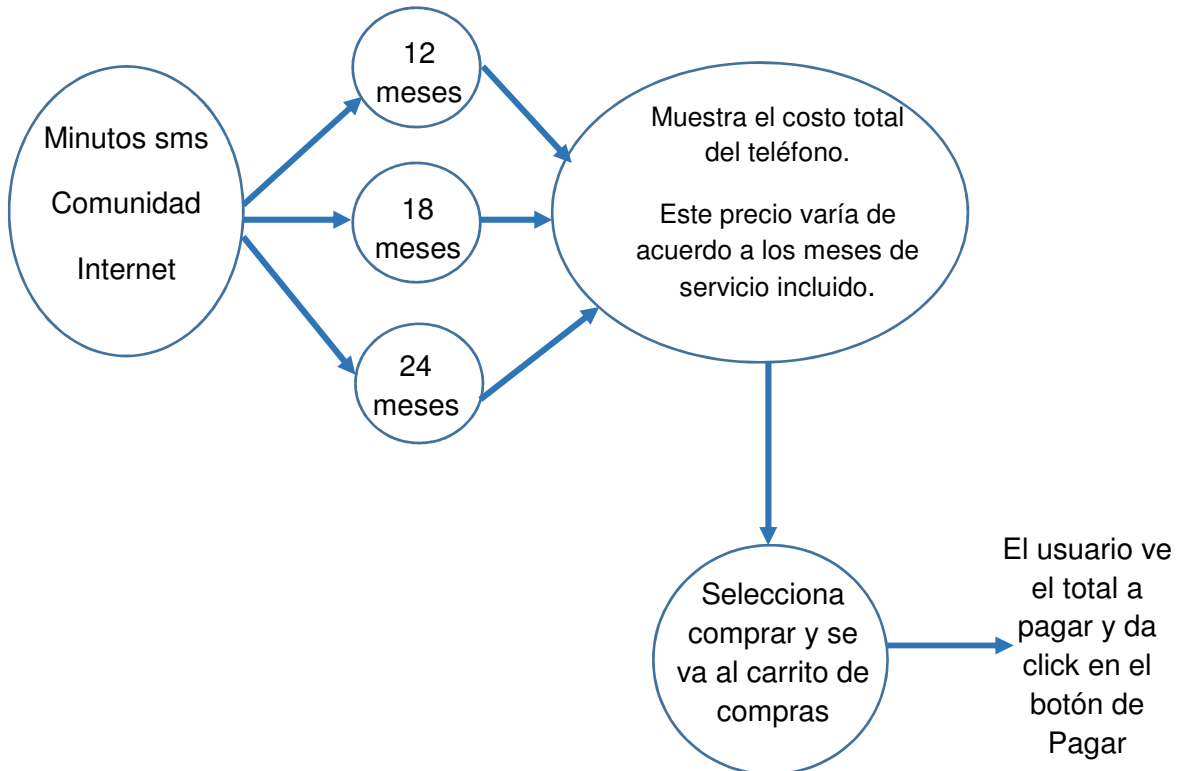 Minutos sms
Comunidad
Internet
12
meses
18
meses
24
meses
Muestra el costo total
del teléfono.
Este precio varía de
acuerdo a los meses de
servicio incluido.
Selecciona
comprar y se
va al carrito de
compras
El usuario ve
el total a
pagar y da
click en el
botón de
Pagar